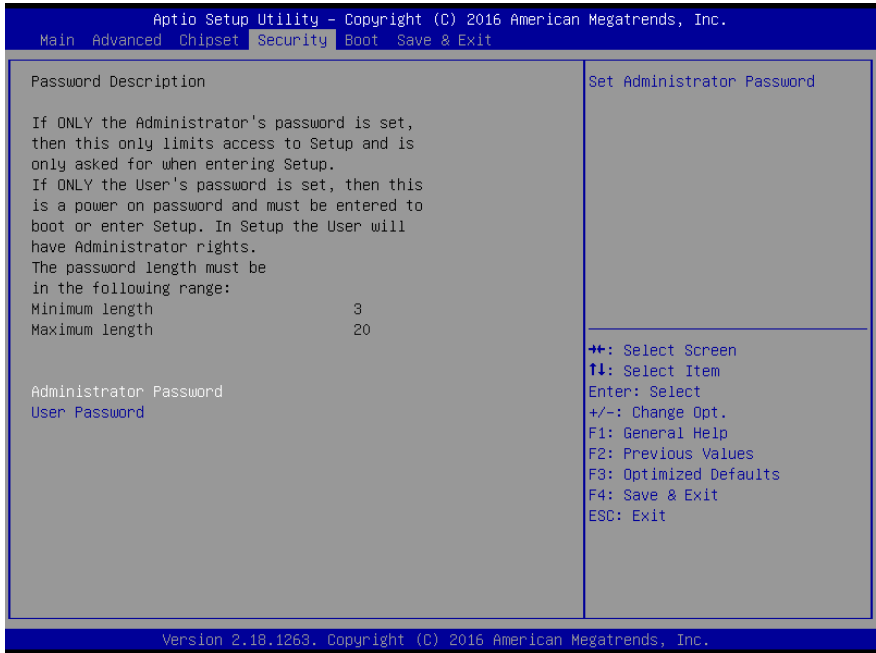 Aptio Setup Utility – Copyright (C) 2016 American Megatrends, Inc.
Main Advanced Chipset Security Boot Save & Exit
Password Description
If ONLY the Administrator's password is set,
then this only limits access to Setup and is
only asked for when entering Setup.
If ONLY the User's password is set, then this
is a power on password and must be entered to
boot or enter Setup. In Setup the User will
have Administrator rights.
The password length must be
in the following range:
Minimum length 3
Maximum length 20
Administrator Password
User Password
Set Administrator Password
→←: Select Screen
↑↓: Select Item
Enter: Select
+/-: Change Opt.
F1: General Help
F2: Previous Values
F3: Optimized Defaults
F4: Save & Exit
ESC: Exit
Version 2.18.1263. Copyright (C) 2016 American Megatrends, Inc.